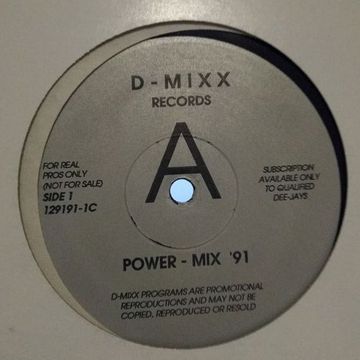 D-MIXX
RECORDS
A
FOR REAL
PROS ONLY
(NOT FOR SALE)
SIDE 1
129191-1C
SUBSCRIPTION
AVAILABLE ONLY
TO QUALIFIED
DEE-JAYS
POWER - MIX '91
D-MIXX PROGRAMS ARE PROMOTIONAL
REPRODUCTIONS AND MAY NOT BE
COPIED, REPRODUCED OR RESOLD